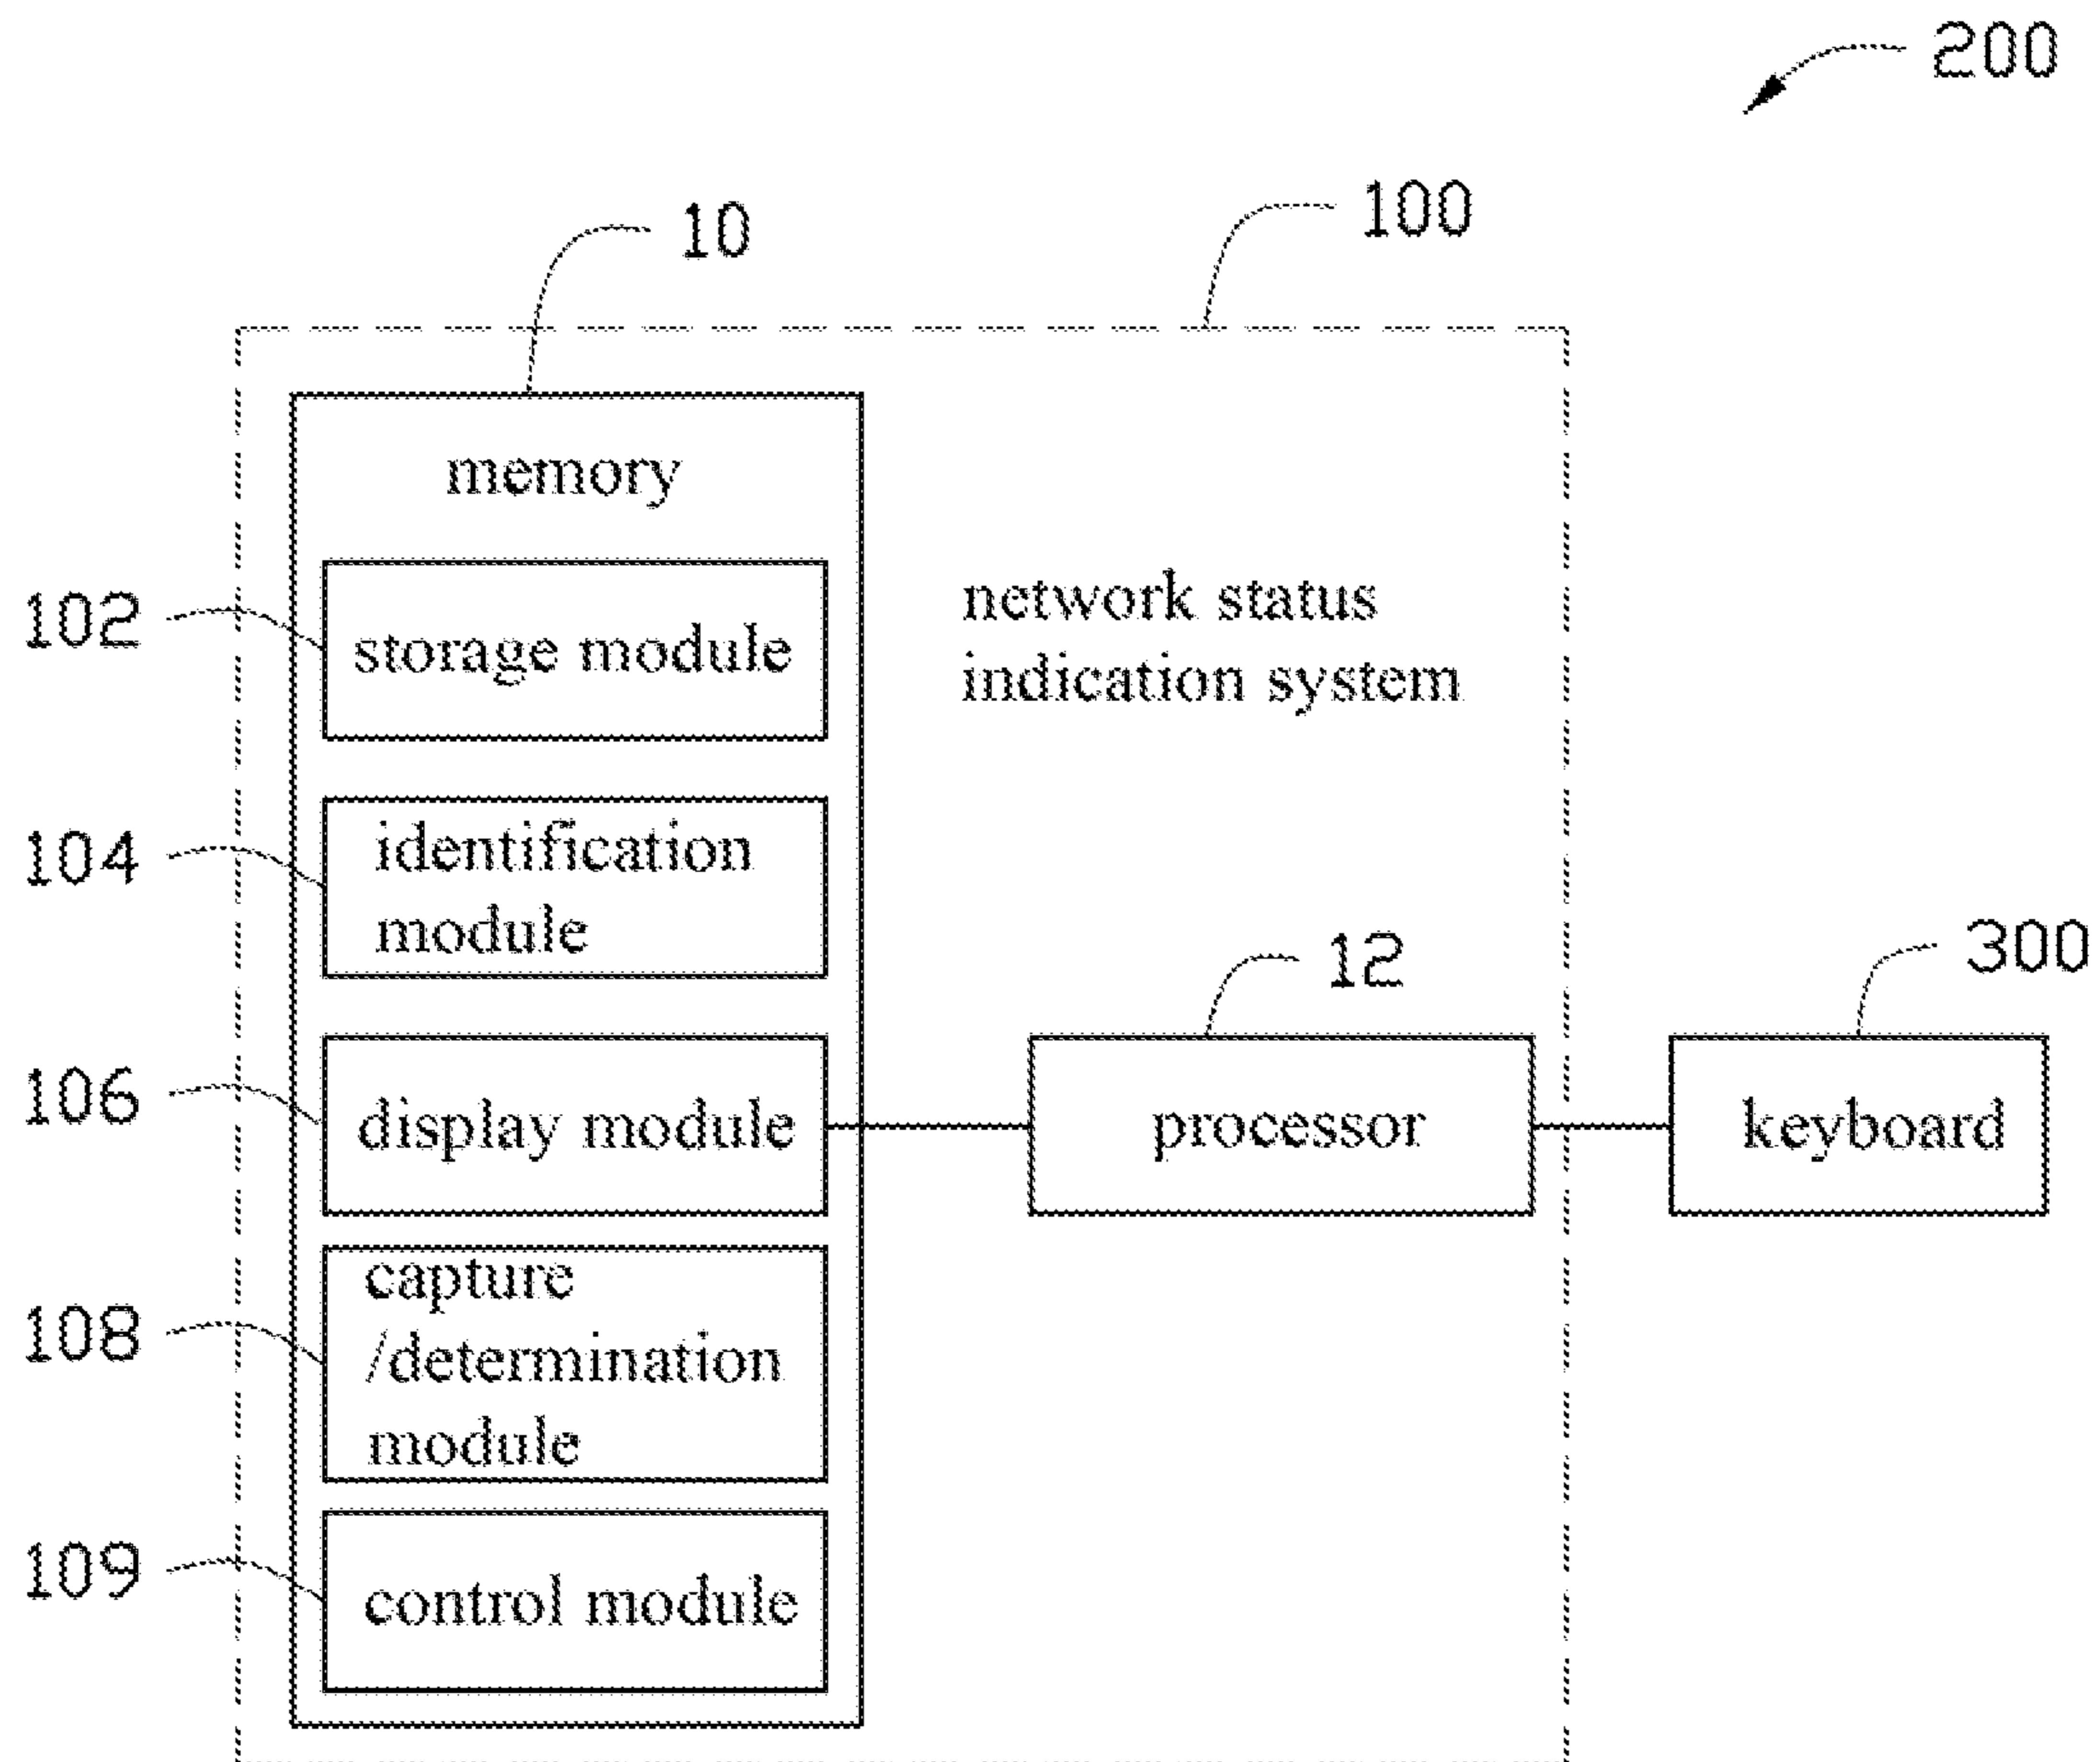 200
100
10
memory
102
storage module
network status
indication system
104
identification
module
12
300
106
display module
processor
keyboard
108
capture
/determination
module
109
control module